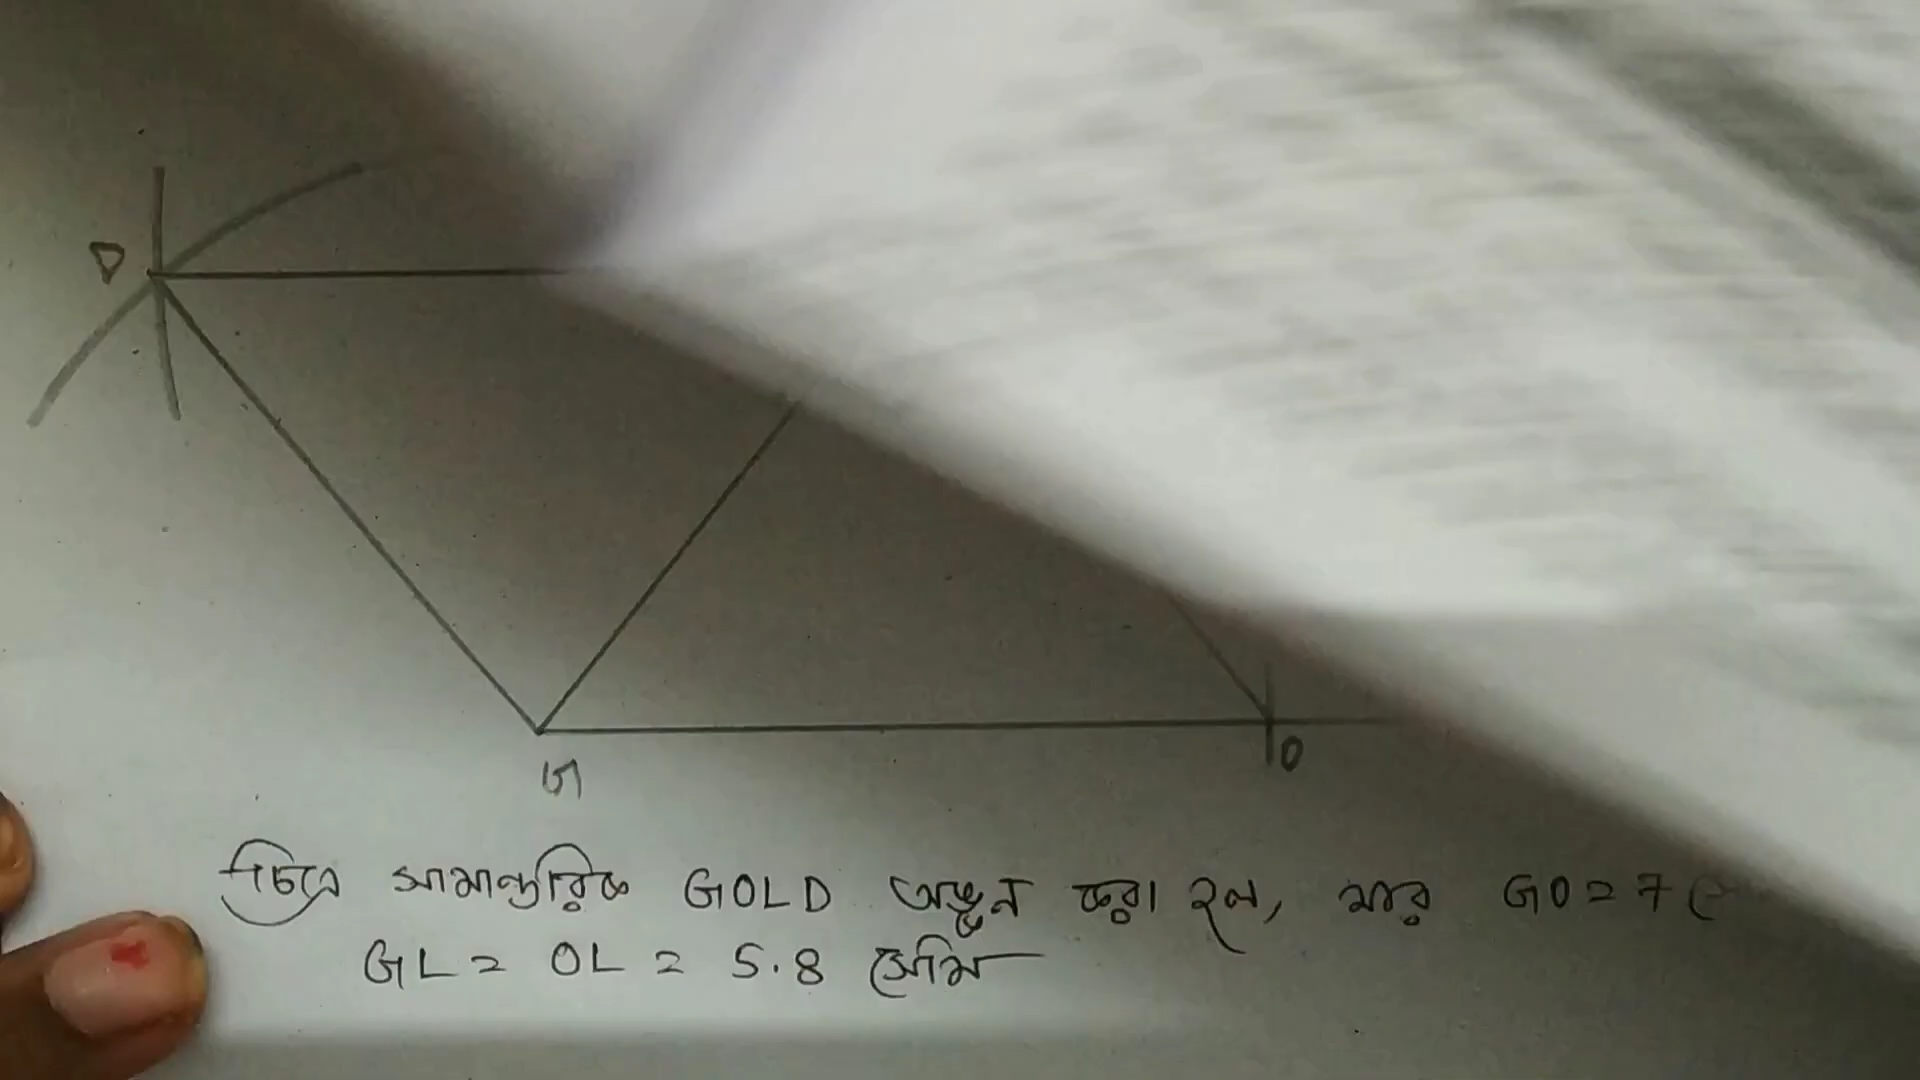 D
G
O
চিত্রে সামান্তরিক GOLD অঙ্কন করা হল, যার GO = 7
GL = OL = 5.8 সেমি